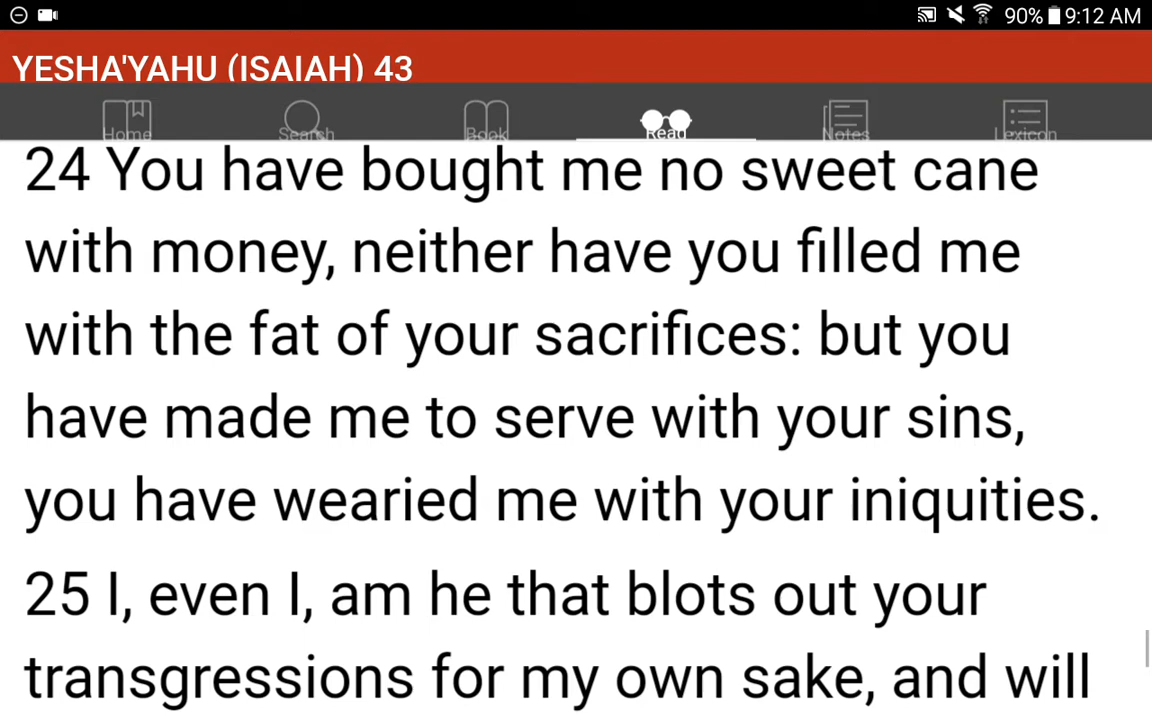 90% 9:12 AM
YESHA'YAHU (ISAIAH) 43
Home Search Book Read Notes Lexicon
24 You have bought me no sweet cane
with money, neither have you filled me
with the fat of your sacrifices: but you
have made me to serve with your sins,
you have wearied me with your iniquities.
25 I, even I, am he that blots out your
transgressions for my own sake, and will